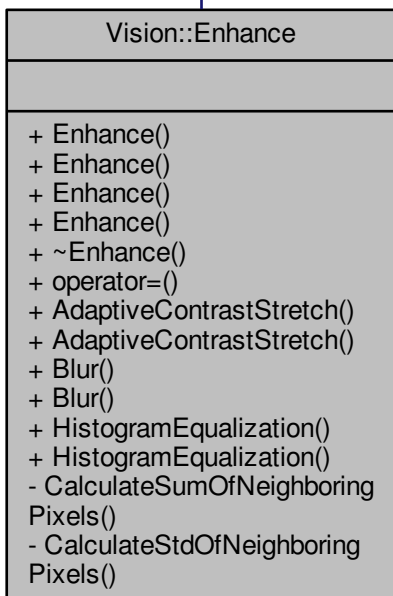 Vision::Enhance
+ Enhance()
+ Enhance()
+ Enhance()
+ Enhance()
+ ~Enhance()
+ operator=()
+ AdaptiveContrastStretch()
+ AdaptiveContrastStretch()
+ Blur()
+ Blur()
+ HistogramEqualization()
+ HistogramEqualization()
- CalculateSumOfNeighboring
Pixels()
- CalculateStdOfNeighboring
Pixels()